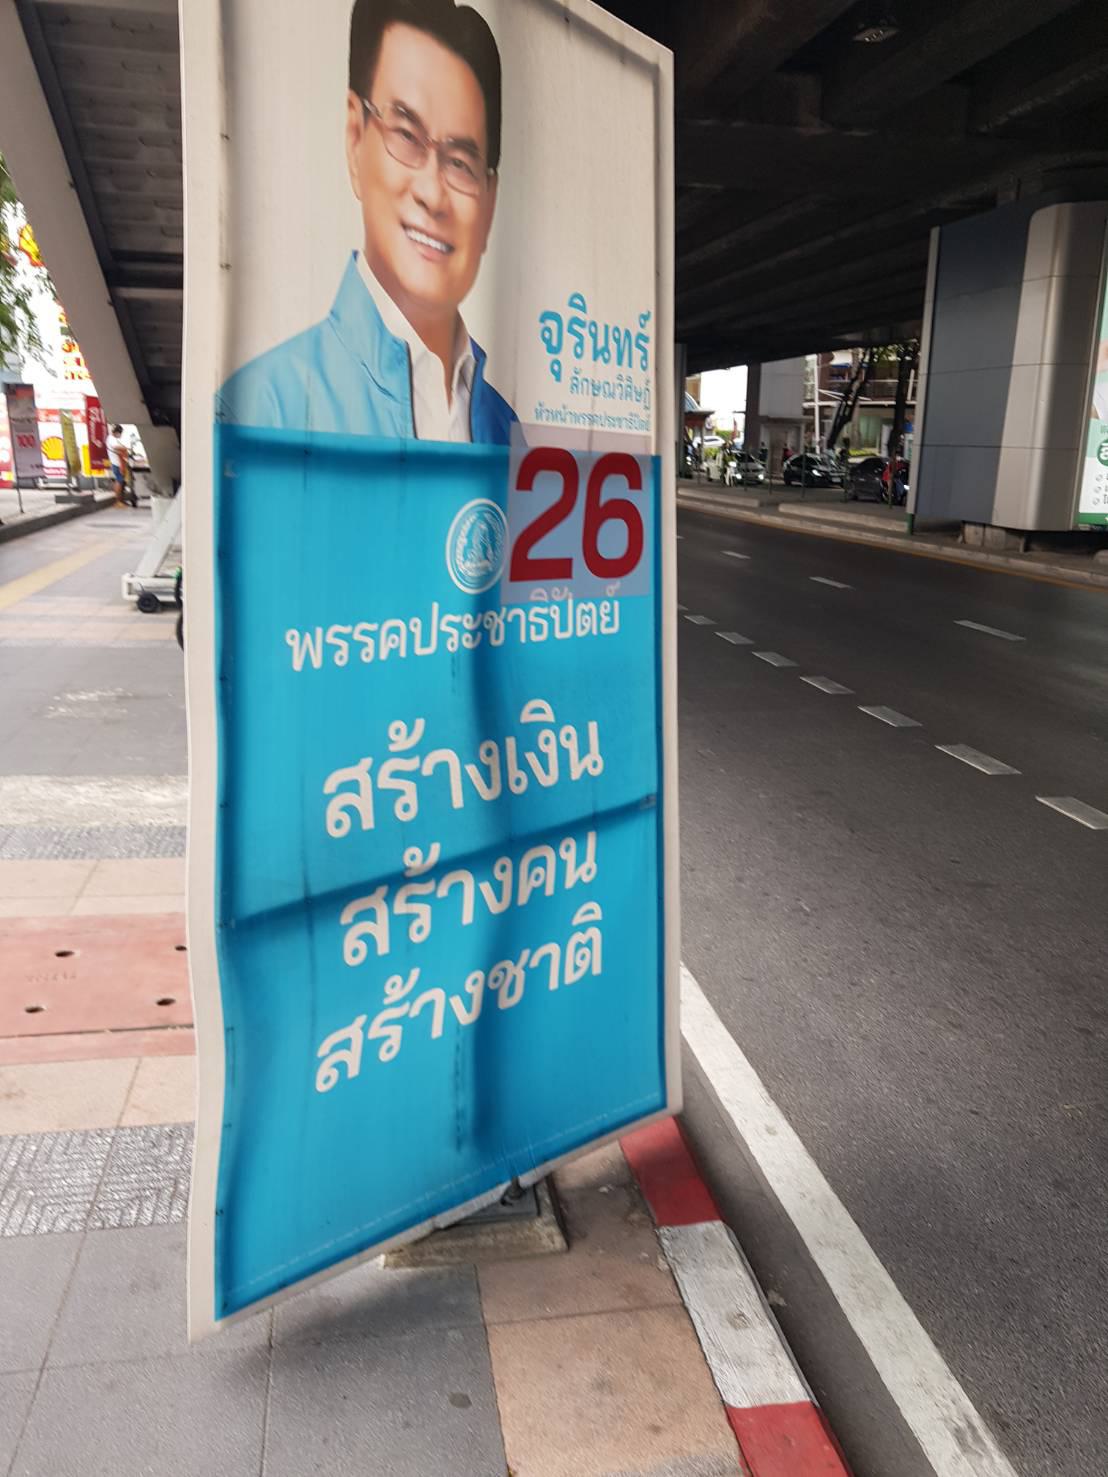 จุรินทร์
ลักษณวิศิษฏ์
หัวหน้าพรรคประชาธิปัตย์
26
พรรคประชาธิปัตย์
สร้างเงิน
สร้างคน
สร้างชาติ
100